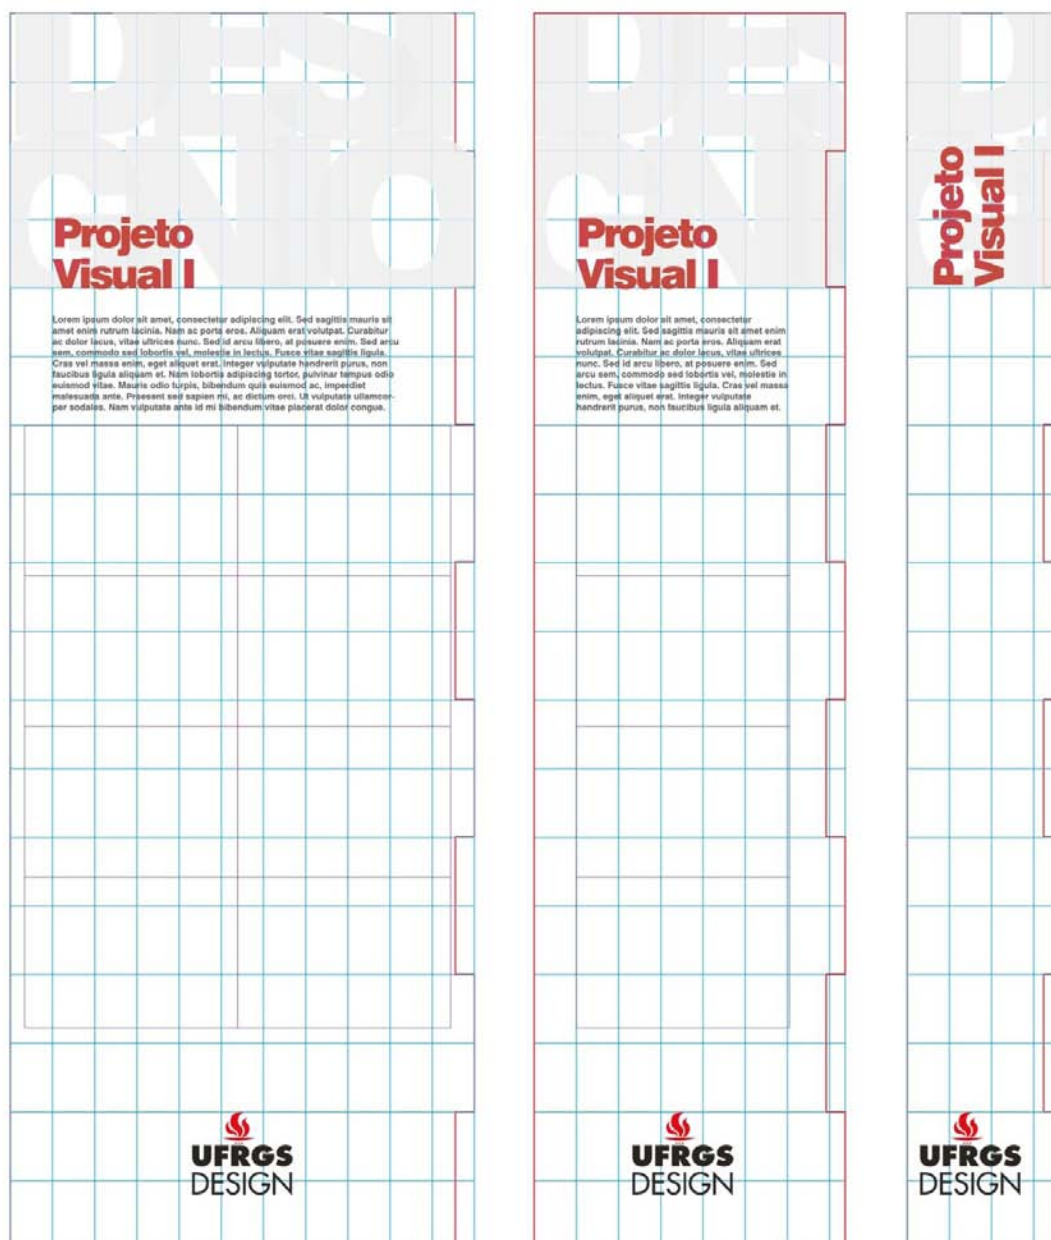 DESI
GNO
Projeto
Visual I
Lorem ipsum dolor sit amet, consectetur adipiscing elit. Sed sagittis mauris sit
amet enim rutrum lacinia. Nam ac porta eros. Aliquam erat volutpat. Curabitur
ac dolor lacus, vitae ultrices nunc. Sed id arcu libero, at posuere enim. Sed arcu
sem, commodo sed lobortis vel, molestie in lectus. Fusce vitae sagittis ligula.
Cras vel massa enim, eget aliquet erat. Integer vulputate hendrerit purus, non
faucibus ligula aliquam et. Nam lobortis adipiscing tortor, pulvinar tempus odio
euismod vitae. Mauris odio turpis, bibendum quis euismod ac, imperdiet
malesuada ante. Praesent sed sapien mi, ac dictum orci. Ut vulputate ullamcor-
per sodales. Nam vulputate ante id mi bibendum vitae placerat dolor congue.
UFRGS
DESIGN
DES
GN
Projeto
Visual I
Lorem ipsum dolor sit amet, consectetur
adipiscing elit. Sed sagittis mauris sit amet enim
rutrum lacinia. Nam ac porta eros. Aliquam erat
volutpat. Curabitur ac dolor lacus, vitae ultrices
nunc. Sed id arcu libero, at posuere enim. Sed
arcu sem, commodo sed lobortis vel, molestie in
lectus. Fusce vitae sagittis ligula. Cras vel massa
enim, eget aliquet erat. Integer vulputate
hendrerit purus, non faucibus ligula aliquam et.
UFRGS
DESIGN
D
G
Projeto
Visual I
UFRGS
DESIGN